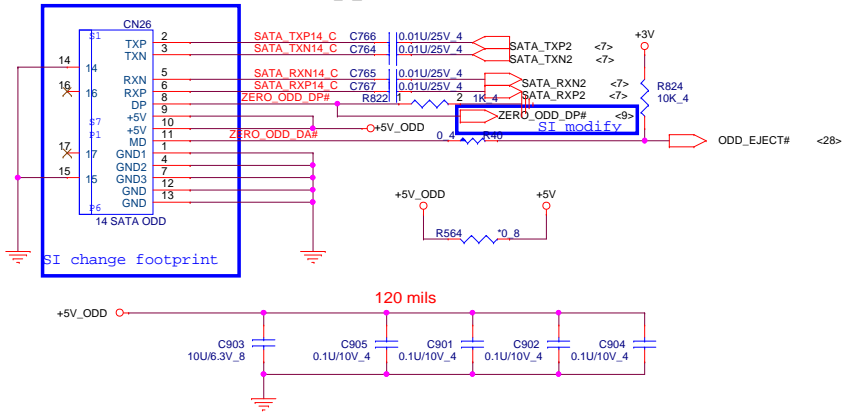 CN26
S1
TXP 2 SATA_TXP14_C C766 0.01U/25V_4 SATA_TXP2 <7>
TXN 3 SATA_TXN14_C C764 0.01U/25V_4 SATA_TXN2 <7>
+3V
14 14
RXN 5 SATA_RXN14_C C765 0.01U/25V_4 SATA_RXN2 <7>
16 16 RXP 6 SATA_RXP14_C C767 0.01U/25V_4 SATA_RXP2 <7>
R824
10K_4
DP 8 ZERO_ODD_DP# R822 1 2 1K_4
+5V 9 ZERO_ODD_DP# <9>
SI modify
S7 +5V 10 +5V_ODD
P1 MD 11 ZERO_ODD_DA# 0_4 R40 ODD_EJECT# <28>
17 17 GND1 1
GND2 4
15 15 GND3 7
GND 12
P6 GND 13
14 SATA ODD
SI change footprint
+5V_ODD +5V
R564 *0_8
120 mils
+5V_ODD
C903
10U/6.3V_8
C905
0.1U/10V_4
C901
0.1U/10V_4
C902
0.1U/10V_4
C904
0.1U/10V_4